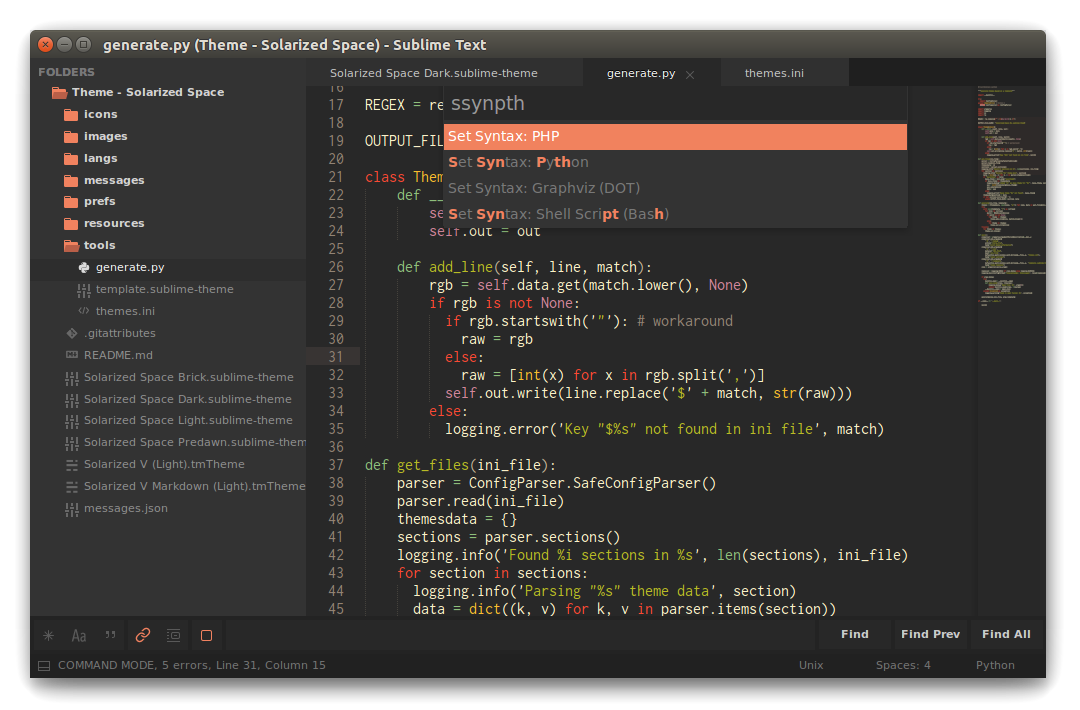 generate.py (Theme - Solarized Space) - Sublime Text
FOLDERS
Theme - Solarized Space
icons
images
langs
messages
prefs
resources
tools
generate.py
template.sublime-theme
themes.ini
.gitattributes
README.md
Solarized Space Brick.sublime-theme
Solarized Space Dark.sublime-theme
Solarized Space Light.sublime-theme
Solarized Space Predawn.sublime-them
Solarized V (Light).tmTheme
Solarized V Markdown (Light).tmTheme
messages.json
Solarized Space Dark.sublime-theme
generate.py ×
themes.ini
ssynpth
Set Syntax: PHP
Set Syntax: Python
Set Syntax: Graphviz (DOT)
Set Syntax: Shell Script (Bash)
16
17 REGEX = re
18
19 OUTPUT_FIL
20
21 class Them
22 def __
23 se
24 self.out = out
25
26 def add_line(self, line, match):
27 rgb = self.data.get(match.lower(), None)
28 if rgb is not None:
29 if rgb.startswith('"'): # workaround
30 raw = rgb
31 else:
32 raw = [int(x) for x in rgb.split(',')]
33 self.out.write(line.replace('$' + match, str(raw)))
34 else:
35 logging.error('Key "$%s" not found in ini file', match)
36
37 def get_files(ini_file):
38 parser = ConfigParser.SafeConfigParser()
39 parser.read(ini_file)
40 themesdata = {}
41 sections = parser.sections()
42 logging.info('Found %i sections in %s', len(sections), ini_file)
43 for section in sections:
44 logging.info('Parsing "%s" theme data', section)
45 data = dict((k, v) for k, v in parser.items(section))
Aa
Find
Find Prev
Find All
COMMAND MODE, 5 errors, Line 31, Column 15
Unix
Spaces: 4
Python